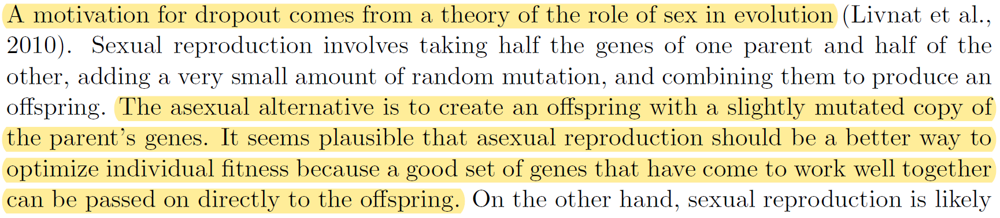 A motivation for dropout comes from a theory of the role of sex in evolution (Livnat et al.,
2010). Sexual reproduction involves taking half the genes of one parent and half of the
other, adding a very small amount of random mutation, and combining them to produce an
offspring. The asexual alternative is to create an offspring with a slightly mutated copy of
the parent's genes. It seems plausible that asexual reproduction should be a better way to
optimize individual fitness because a good set of genes that have come to work well together
can be passed on directly to the offspring. On the other hand, sexual reproduction is likely